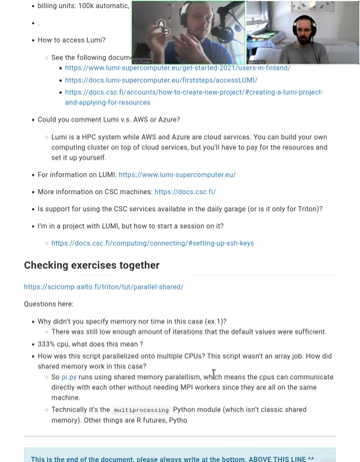 billing units: 100k automatic,
.
How to access Lumi?
See the following docum
https://www.lumi-supercomputer.eu/get-started-2021/users-in-finland/
https://docs.lumi-supercomputer.eu/firststeps/accessLUMI/
https://docs.csc.fi/accounts/how-to-create-new-project/#creating-a-lumi-project-
and-applying-for-resources
Could you comment Lumi v.s. AWS or Azure?
Lumi is a HPC system while AWS and Azure are cloud services. You can build your own
computing cluster on top of cloud services, but you'll have to pay for the resources and
set it up yourself.
For information on LUMI: https://www.lumi-supercomputer.eu/
More information on CSC machines: https://docs.csc.fi/
Is support for using the CSC services available in the daily garage (or is it only for Triton)?
I'm in a project with LUMI, but how to start a session on it?
https://docs.csc.fi/computing/connecting/#setting-up-ssh-keys
Checking exercises together
https://scicomp.aalto.fi/triton/tut/parallel-shared/
Questions here:
Why didn't you specify memory nor time in this case (ex.1)?
There was still low enough amount of iterations that the default values were sufficient.
333% cpu, what does this mean ?
How was this script parallelized onto multiple CPUs? This script wasn't an array job. How did
shared memory work in this case?
So pi.py runs using shared memory paralellism, which means the cpus can communicate
directly with each other without needing MPI workers since they are all on the same
machine.
Technically it's the multiprocessing Python module (which isn't classic shared
memory). Other things are R futures, Pytho
This is the end of the document, please always write at the bottom, ABOVE THIS LINE ^^